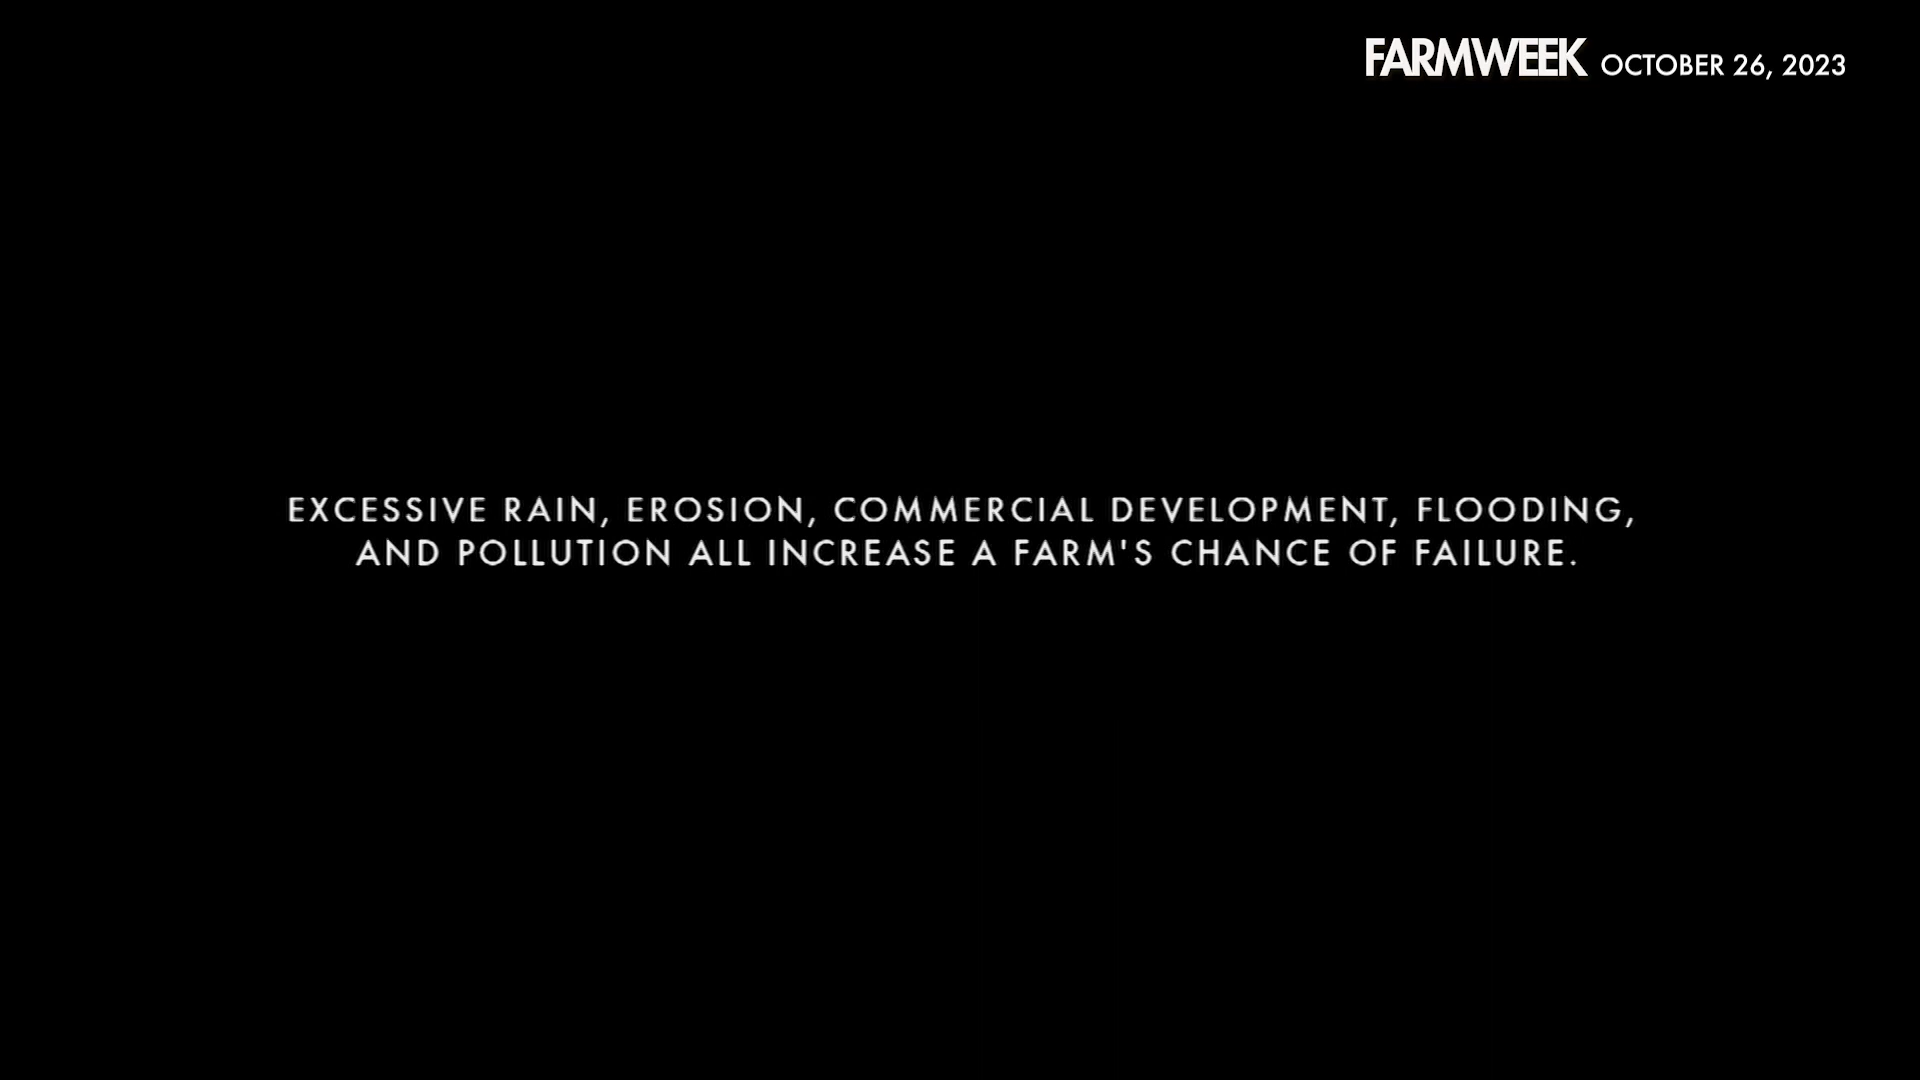 FARMWEEK OCTOBER 26, 2023
EXCESSIVE RAIN, EROSION, COMMERCIAL DEVELOPMENT, FLOODING,
AND POLLUTION ALL INCREASE A FARM'S CHANCE OF FAILURE.